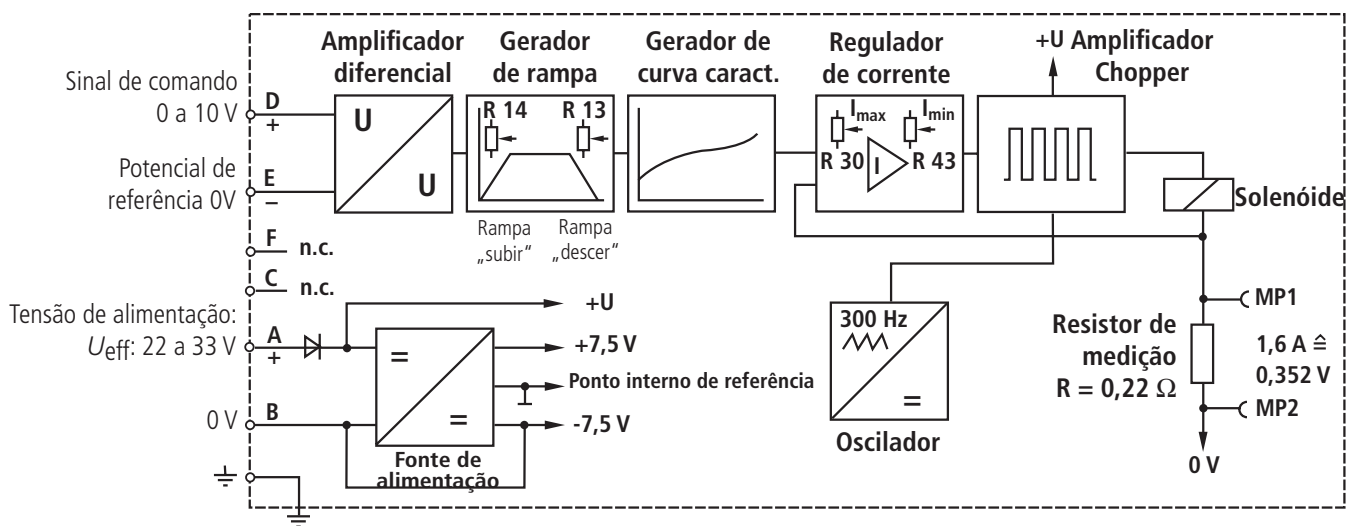 Amplificador
diferencial
Gerador
de rampa
Gerador de
curva caract.
Regulador
de corrente
+U Amplificador
Chopper
Sinal de comando
0 a 10 V
D
+
U
U
R 14
R 13
I max
I min
R 30
I
R 43
Potencial de
referência 0V
E
–
Solenóide
Rampa
„subir“
Rampa
„descer“
F
n.c.
C
n.c.
Tensão de alimentação:
Ueff: 22 a 33 V
A
+
+U
=
=
+7,5 V
Ponto interno de referência
-7,5 V
0 V
B
Fonte de
alimentação
300 Hz
=
Oscilador
MP1
Resistor de
medição
R = 0,22 Ω
1,6 A ≙
0,352 V
MP2
0 V